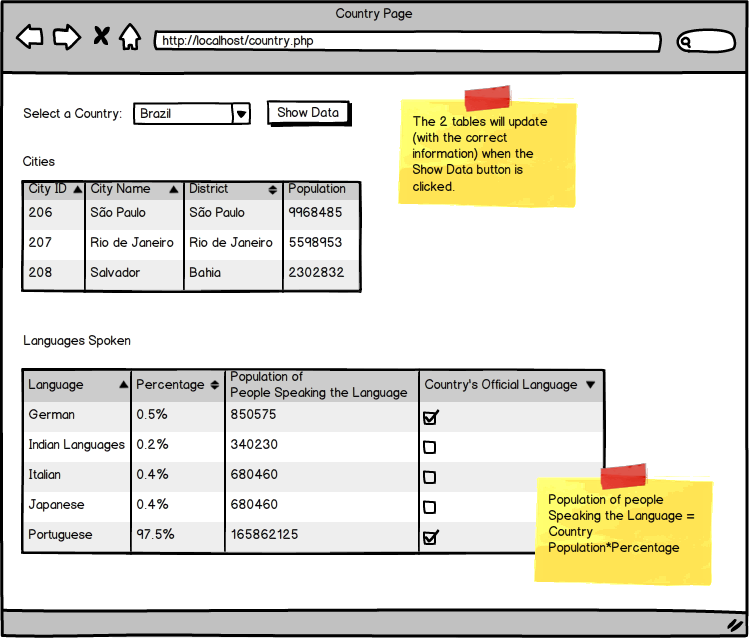 Country Page
http://localhost/country.php
Select a Country: Brazil Show Data
The 2 tables will update
(with the correct
information) when the
Show Data button is
clicked.
Cities
City ID City Name District Population
206 São Paulo São Paulo 9968485
207 Rio de Janeiro Rio de Janeiro 5598953
208 Salvador Bahia 2302832
Languages Spoken
Language Percentage Population of
People Speaking the Language Country's Official Language
German 0.5% 850575
Indian Languages 0.2% 340230
Italian 0.4% 680460
Japanese 0.4% 680460
Portuguese 97.5% 165862125
Population of people
Speaking the Language =
Country
Population*Percentage